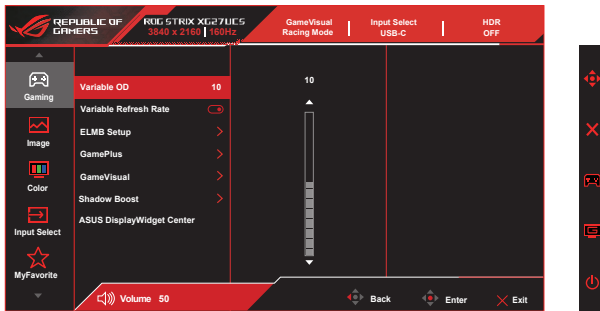 REPUBLIC OF
GAMERS
ROG STRIX XG27UCS
3840 x 2160 160Hz
GameVisual
Racing Mode
Input Select
USB-C
HDR
OFF
Gaming
Image
Color
Input Select
MyFavorite
Variable OD 10
Variable Refresh Rate
ELMB Setup
GamePlus
GameVisual
Shadow Boost
ASUS DisplayWidget Center
10
Volume 50
Back
Enter
Exit